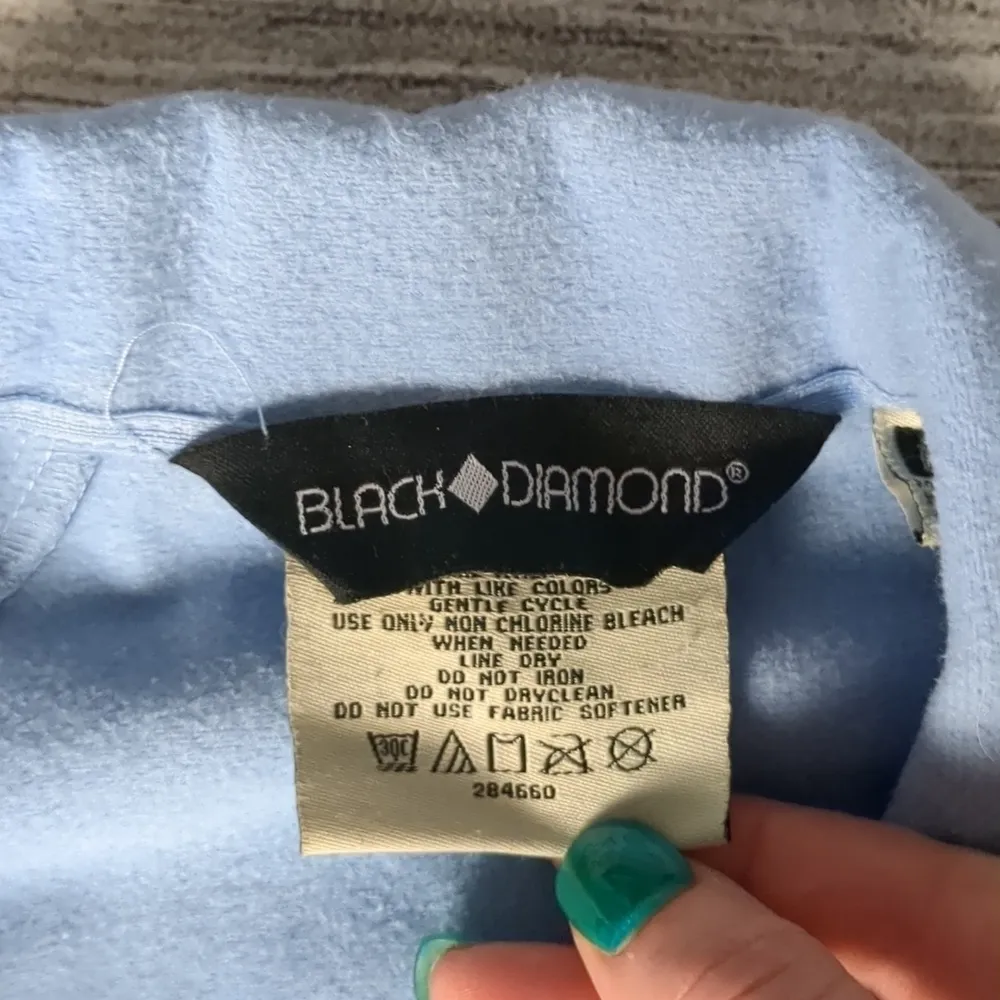 BLACK◆DIAMOND®
WITH LIKE COLORS
GENTLE CYCLE
USE ONLY NON CHLORINE BLEACH
WHEN NEEDED
LINE DRY
DO NOT IRON
DO NOT DRYCLEAN
DO NOT USE FABRIC SOFTENER
30C
284660